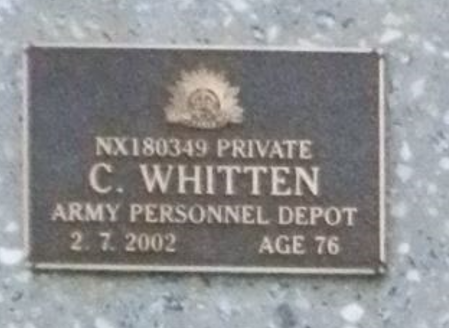 NX180349 PRIVATE
C. WHITTEN
ARMY PERSONNEL DEPOT
2. 7. 2002 AGE 76